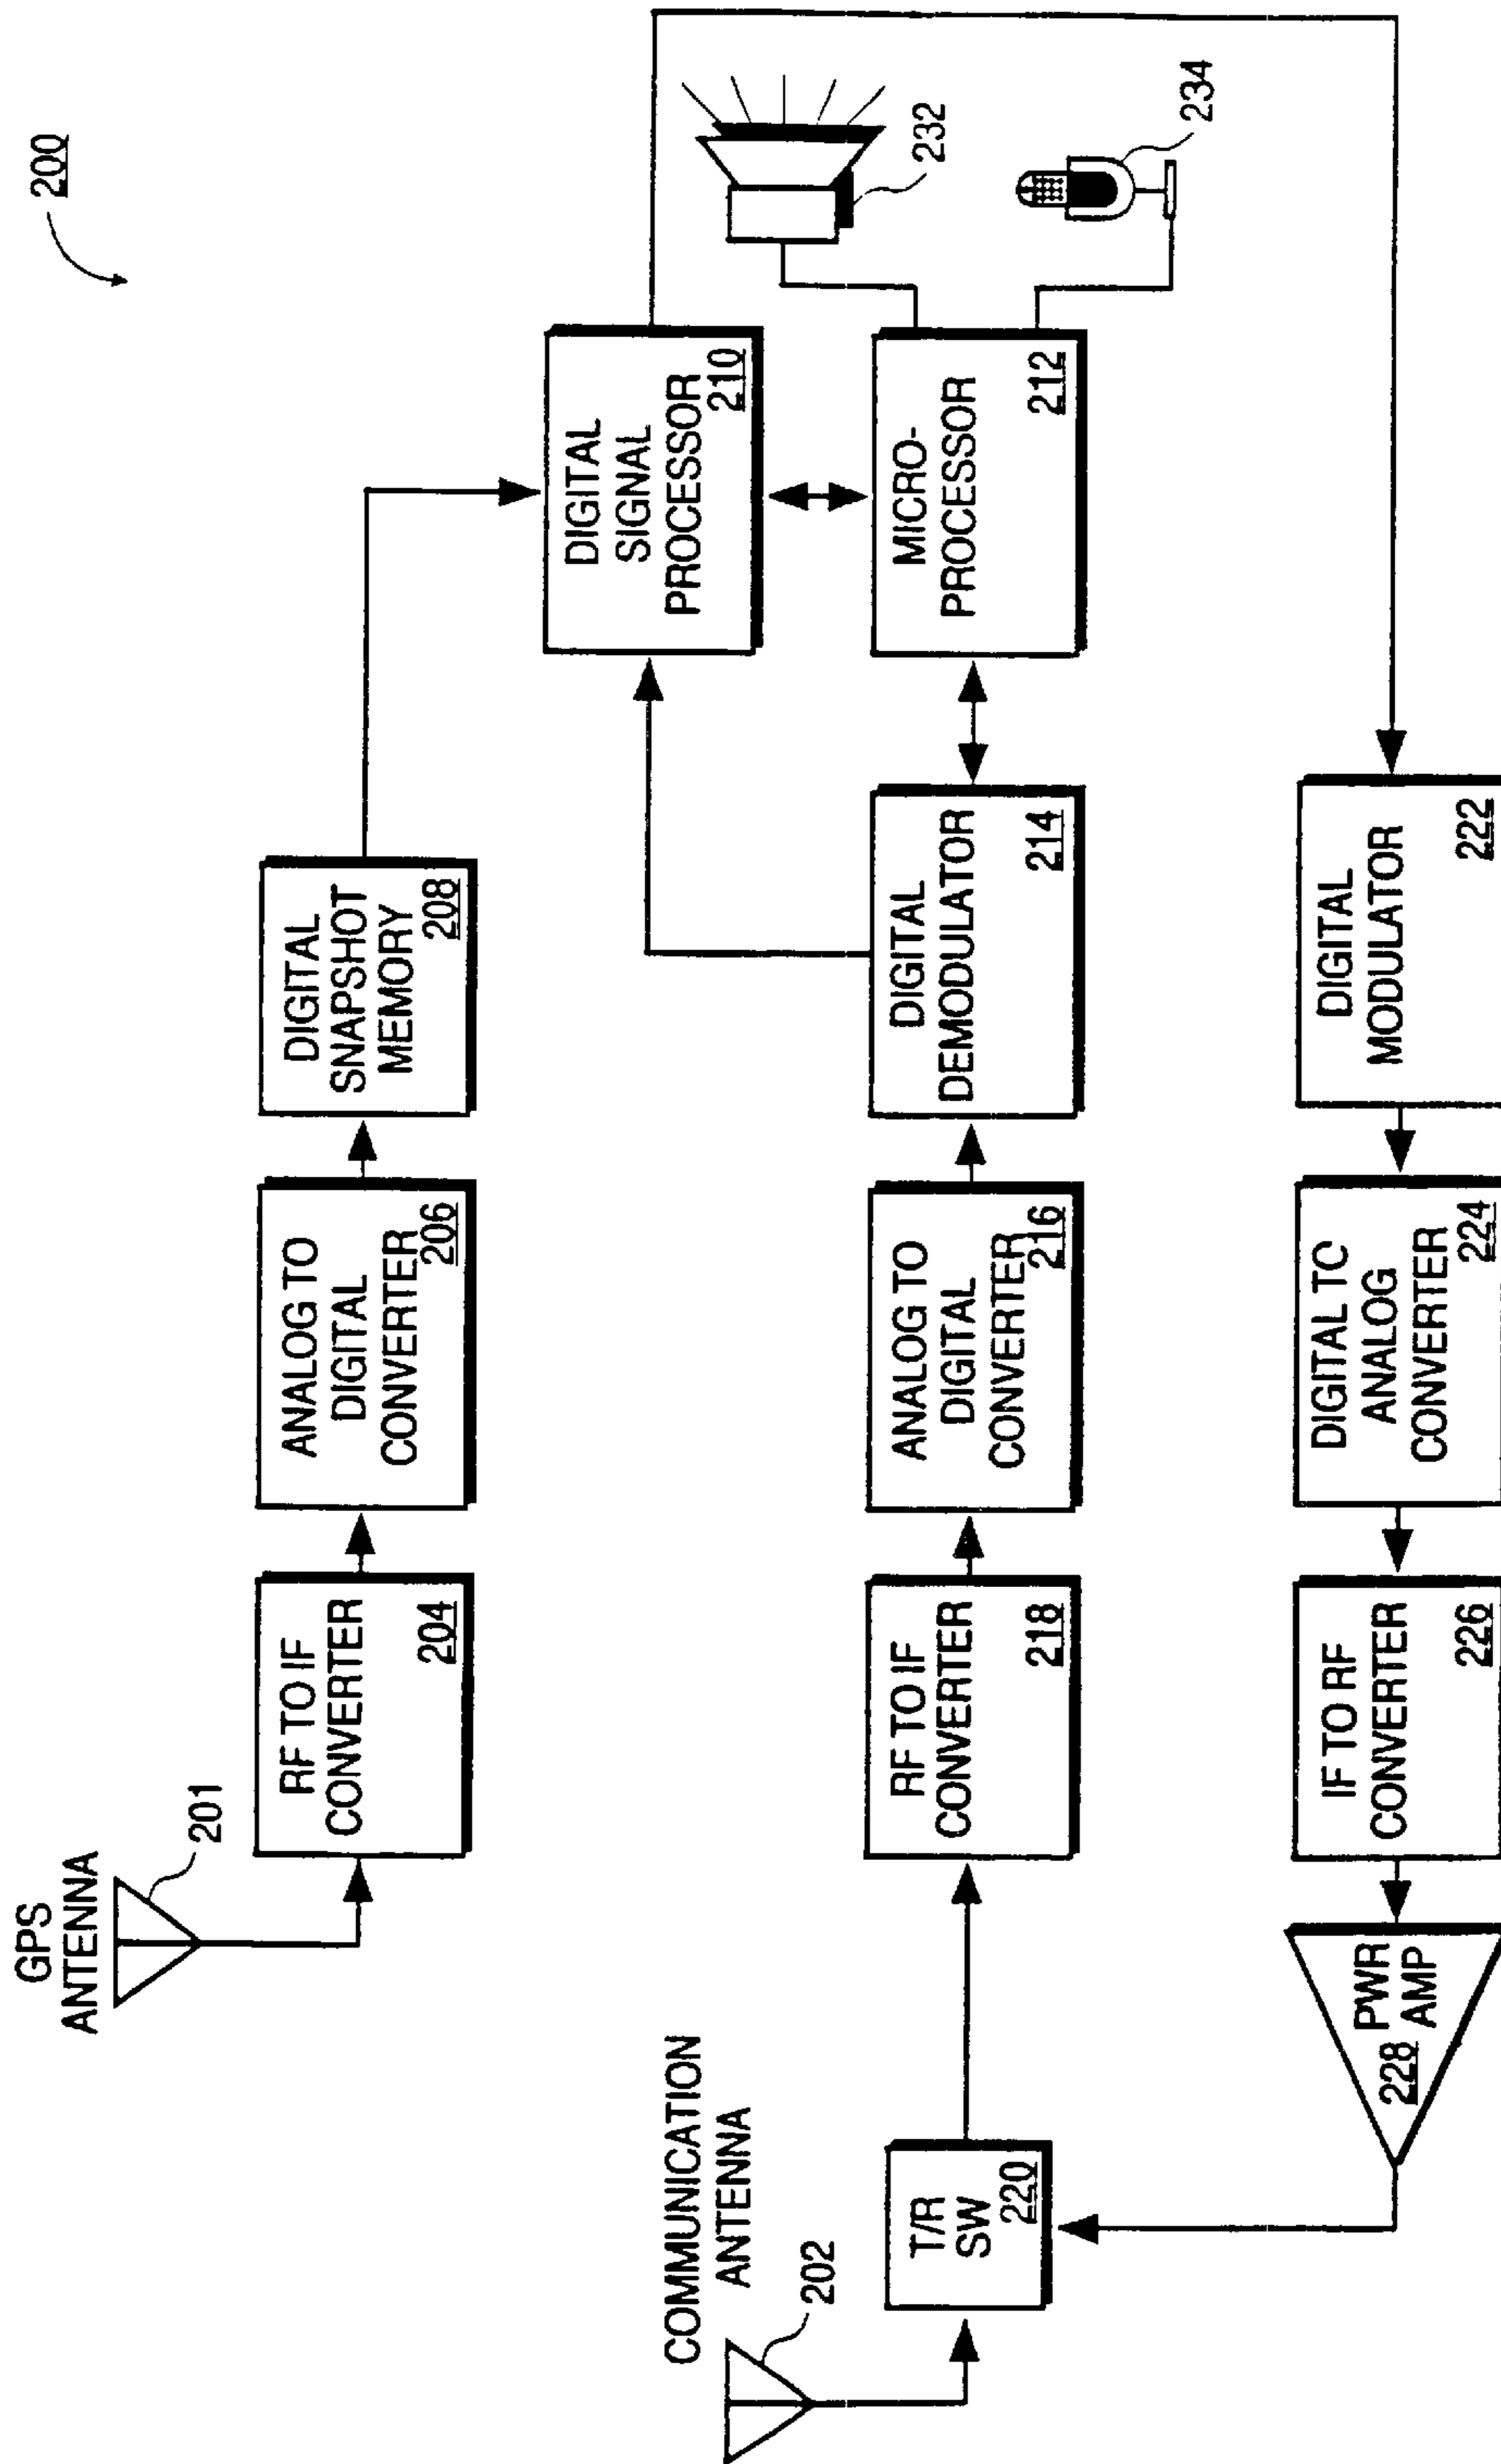 200
GPS
ANTENNA
201
RF TO IF
CONVERTER
204
ANALOG TO
DIGITAL
CONVERTER
206
DIGITAL
SNAPSHOT
MEMORY
208
DIGITAL
SIGNAL
PROCESSOR
210
232
COMMUNICATION
ANTENNA
202
T/R
SW
220
RF TO IF
CONVERTER
218
ANALOG TO
DIGITAL
CONVERTER
216
DIGITAL
DEMODULATOR
214
MICRO-
PROCESSOR
212
234
PWR
AMP
228
IF TO RF
CONVERTER
226
DIGITAL TO
ANALOG
CONVERTER
224
DIGITAL
MODULATOR
222